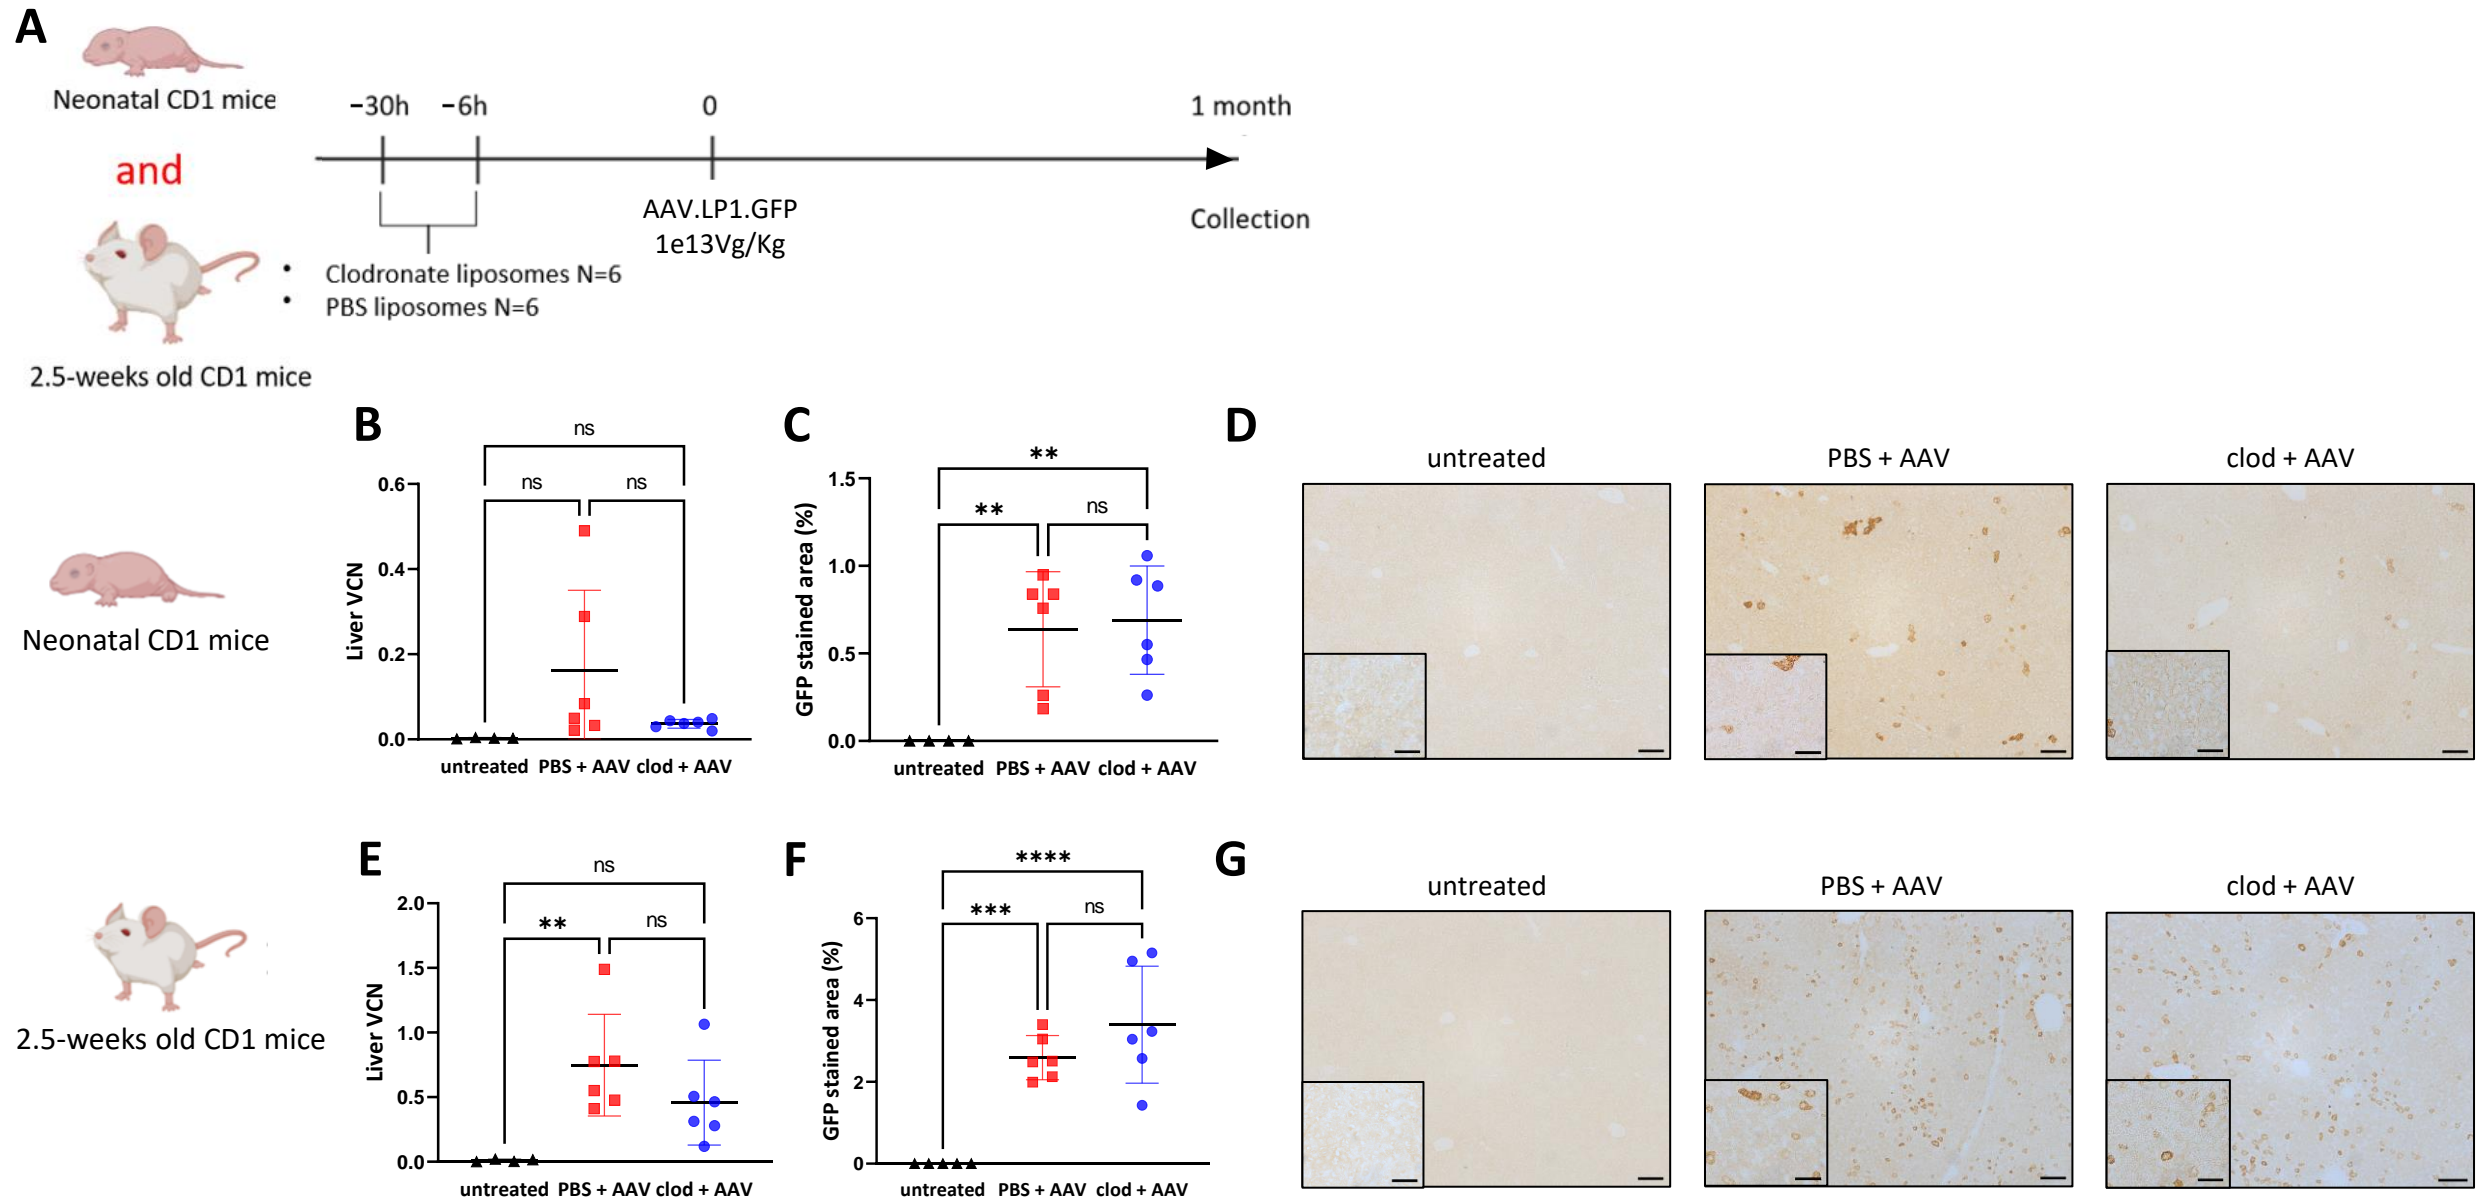 A
Neonatal CD1 mice
and
2.5-weeks old CD1 mice
−30h −6h 0 1 month
AAV.LP1.GFP
1e13Vg/Kg
Collection
• Clodronate liposomes N=6
• PBS liposomes N=6
B
ns
ns ns
Liver VCN
0.6
0.4
0.2
0.0
untreated PBS + AAV clod + AAV
Neonatal CD1 mice
C
**
** ns
GFP stained area (%)
1.5
1.0
0.5
0.0
untreated PBS + AAV clod + AAV
D
untreated PBS + AAV clod + AAV
E
ns
** ns
Liver VCN
2.0
1.5
1.0
0.5
0.0
untreated PBS + AAV clod + AAV
2.5-weeks old CD1 mice
F
****
*** ns
GFP stained area (%)
6
4
2
0
untreated PBS + AAV clod + AAV
G
untreated PBS + AAV clod + AAV